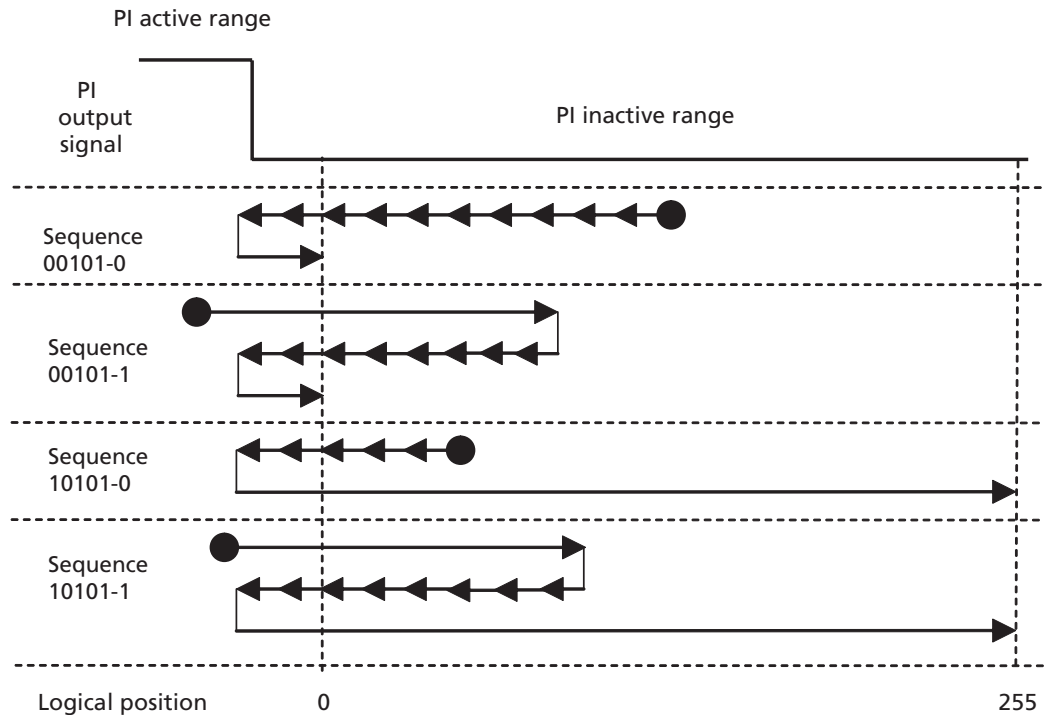 PI active range
PI
output
signal
PI inactive range
Sequence
00101-0
Sequence
00101-1
Sequence
10101-0
Sequence
10101-1
Logical position 0 255